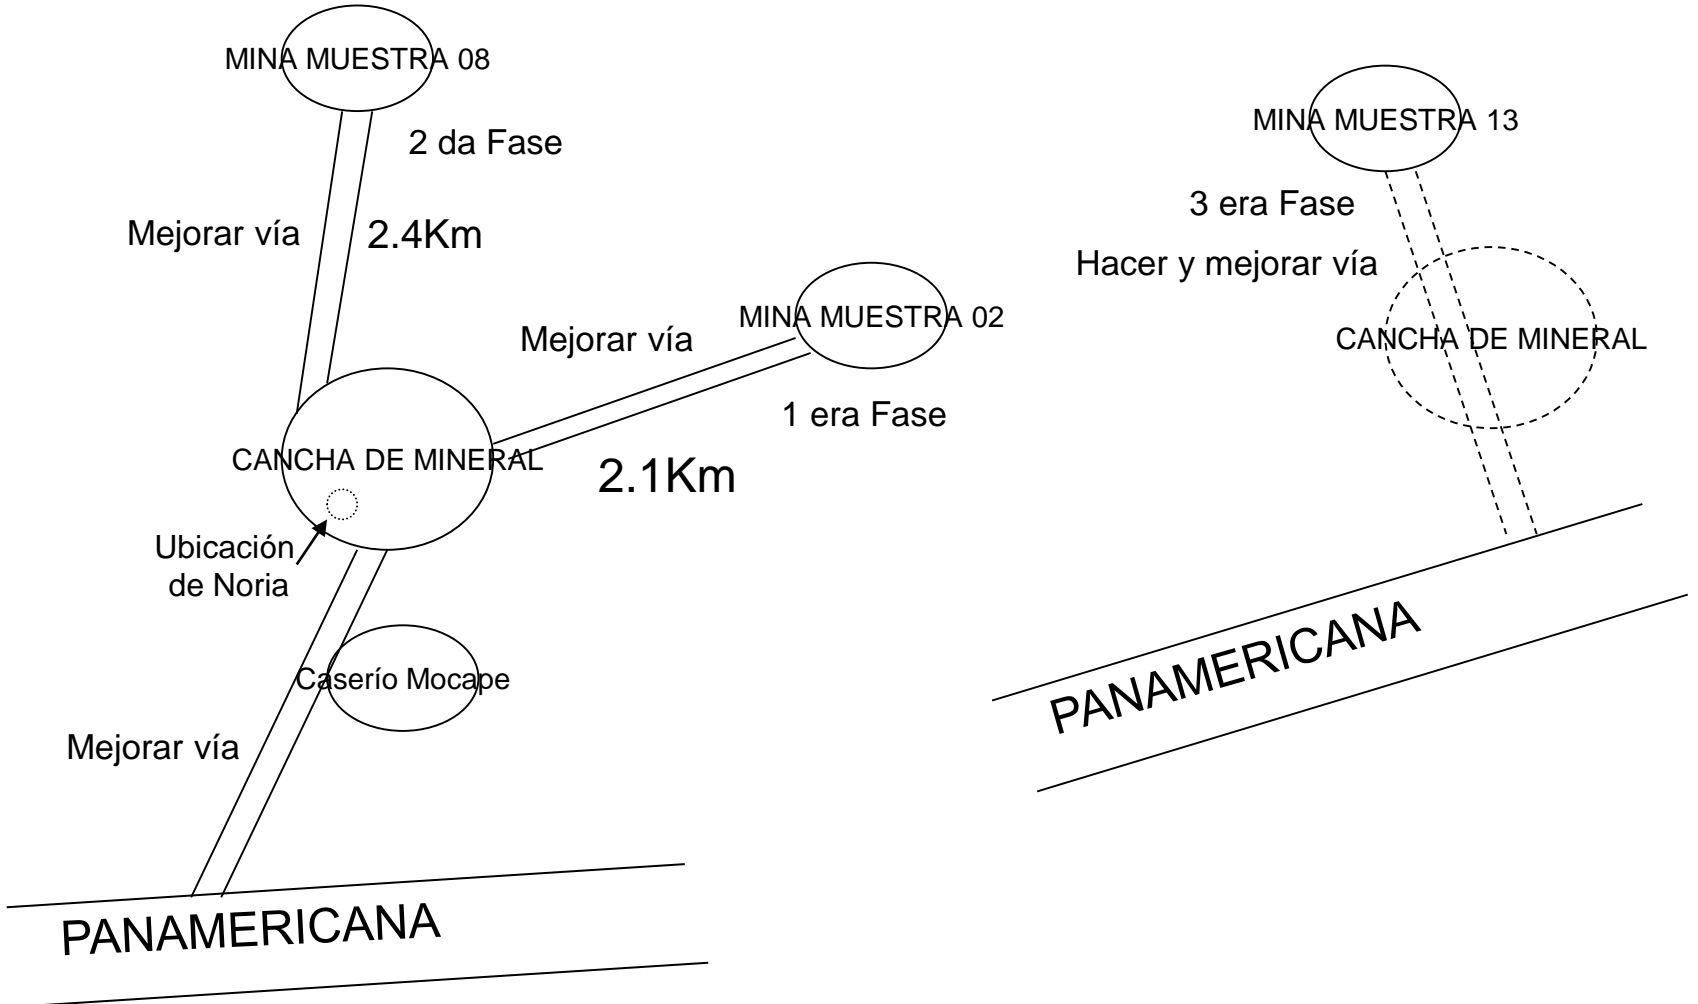 MINA MUESTRA 08
2 da Fase
Mejorar vía
2.4Km
MINA MUESTRA 02
Mejorar vía
1 era Fase
2.1Km
CANCHA DE MINERAL
Ubicación
de Noria
Caserío Mocape
Mejorar vía
PANAMERICANA
MINA MUESTRA 13
3 era Fase
Hacer y mejorar vía
CANCHA DE MINERAL
PANAMERICANA